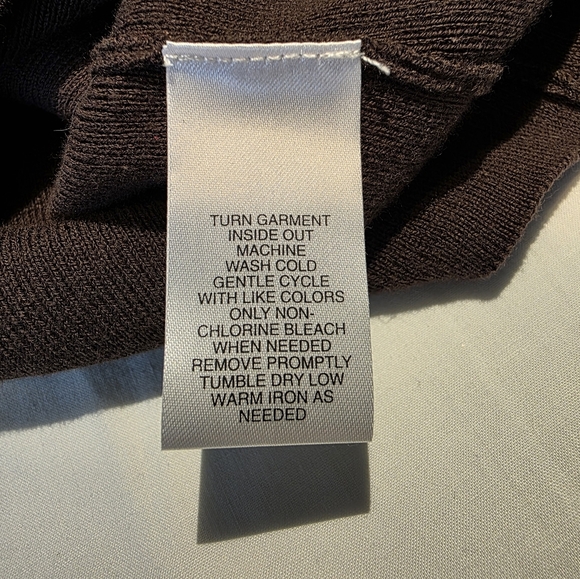 TURN GARMENT
INSIDE OUT
MACHINE
WASH COLD
GENTLE CYCLE
WITH LIKE COLORS
ONLY NON-
CHLORINE BLEACH
WHEN NEEDED
REMOVE PROMPTLY
TUMBLE DRY LOW
WARM IRON AS
NEEDED